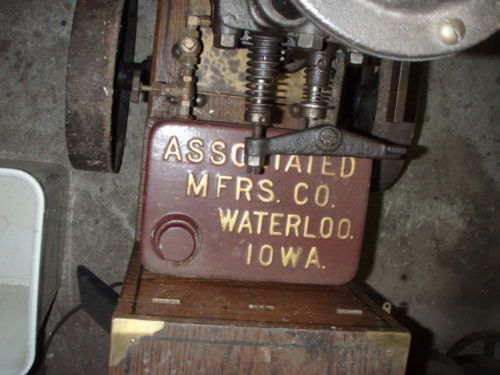 ASSOCIATED
MFRS. CO.
WATERLOO.
IOWA.